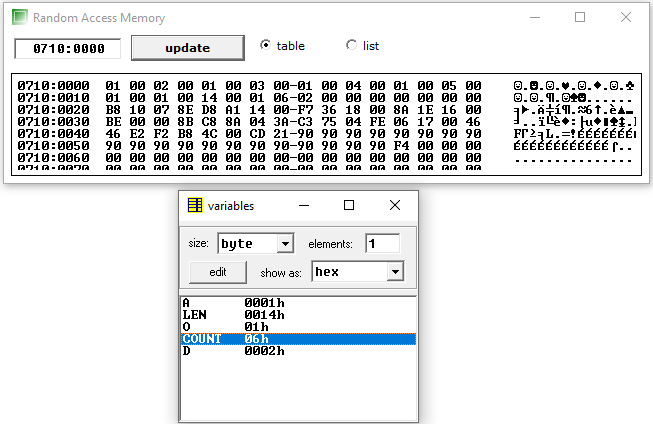 Random Access Memory
0710:0000 update table list
0710:0000 01 00 02 00 01 00 03 00-01 00 04 00 01 00 05 00 ☺.☻.☺.♥.☺.♦.☺.♣
0710:0010 01 00 01 00 14 00 01 06-02 00 00 00 00 00 00 00 ☺.☺.¶.☺♠☻.......
0710:0020 B8 10 07 8E D8 A1 14 00-F7 36 18 00 8A 1E 16 00
0710:0030 BE 00 00 8B C8 8A 04 3A-C3 75 04 FE 06 17 00 46
0710:0040 46 E2 F2 B8 4C 00 CD 21-90 90 90 90 90 90 90 90
0710:0050 90 90 90 90 90 90 90 90-90 90 90 90 F4 00 00 00
0710:0060 00 00 00 00 00 00 00 00-00 00 00 00 00 00 00 00 ................
variables
size: byte elements: 1
edit show as: hex
A 0001h
LEN 0014h
O 01h
COUNT 06h
D 0002h